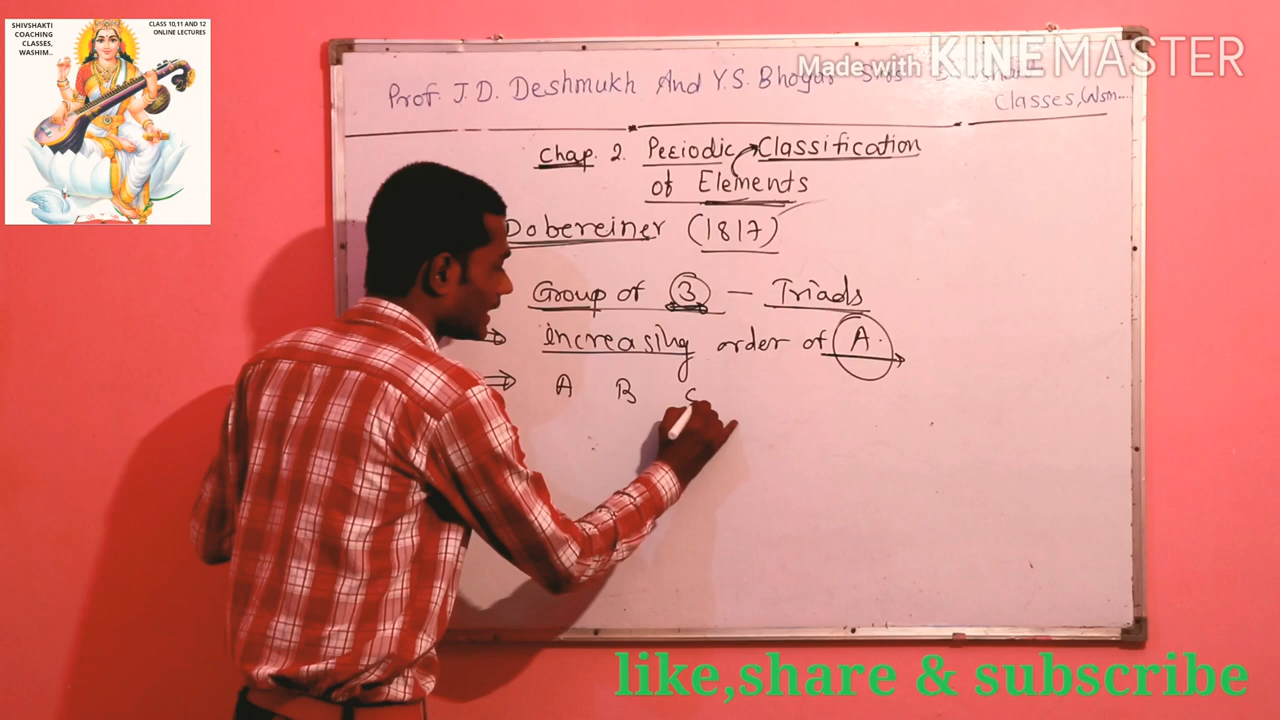 SHIVSHAKTI
COACHING
CLASSES,
WASHIM..
CLASS 10,11 AND 12
ONLINE LECTURES
Made with KINEMASTER
Prof. J.D. Deshmukh And Y.S. Bhoyar
Classes, Wsm....
Chap. 2. Periodic Classification
of Elements
Dobereiner (1817)
Group of 3 - Triads
⇒ increasing order of A.
⇒ A B C
like,share & subscribe